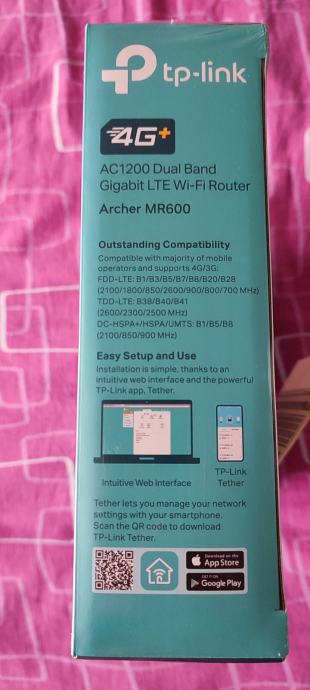 tp-link
4G+
AC1200 Dual Band
Gigabit LTE Wi-Fi Router
Archer MR600
Outstanding Compatibility
Compatible with majority of mobile
operators and supports 4G/3G:
FDD-LTE: B1/B3/B5/B7/B8/B20/B28
(2100/1800/850/2600/900/800/700 MHz)
TDD-LTE: B38/B40/B41
(2600/2300/2500 MHz)
DC-HSPA+/HSPA/UMTS: B1/B5/B8
(2100/850/900 MHz)
Easy Setup and Use
Installation is simple, thanks to an
intuitive web interface and the powerful
TP-Link app, Tether.
Intuitive Web Interface
TP-Link
Tether
Tether lets you manage your network
settings with your smartphone.
Scan the QR code to download
TP-Link Tether.
Download on the
App Store
GET IT ON
Google Play